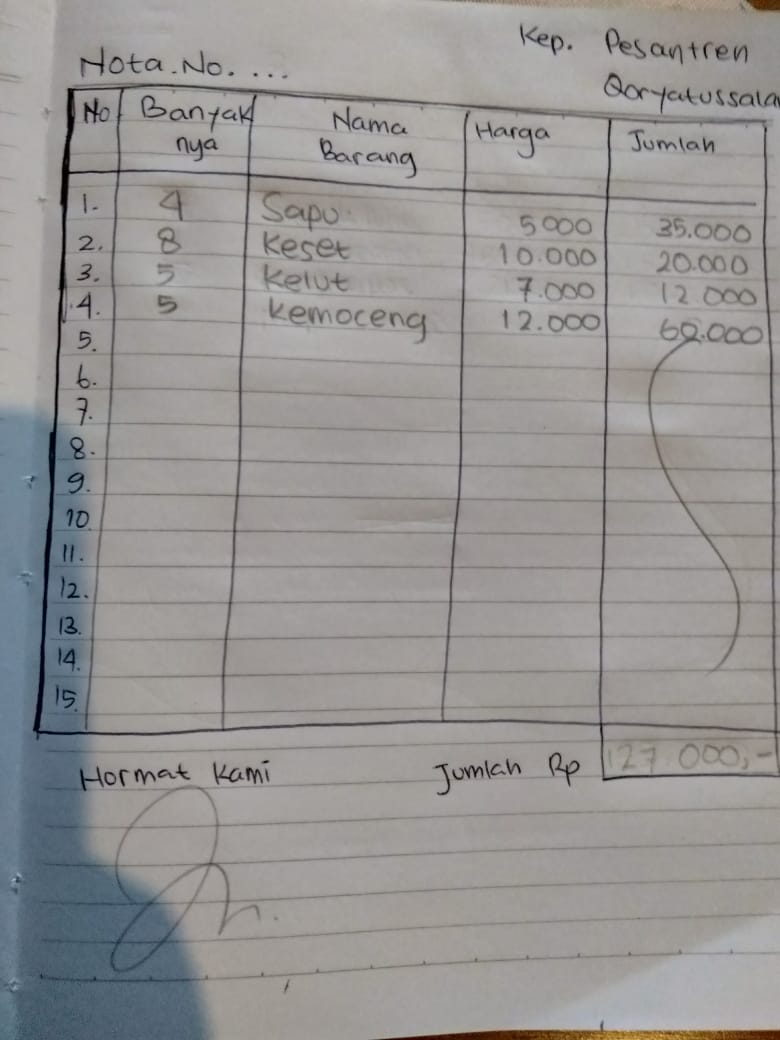 Kep. Pesantren
Nota.No. ...
Qoryatussala
No Banyak nya Nama Barang Harga Jumlah
1. 4 Sapu 5000 35.000
2. 8 Keset 10.000 20.000
3. 5 Kelut 7.000 12.000
4. 5 Kemoceng 12.000 60.000
5.
6.
7.
8.
9.
10.
11.
12.
13.
14.
15.
Hormat Kami Jumlah Rp 127.000,-